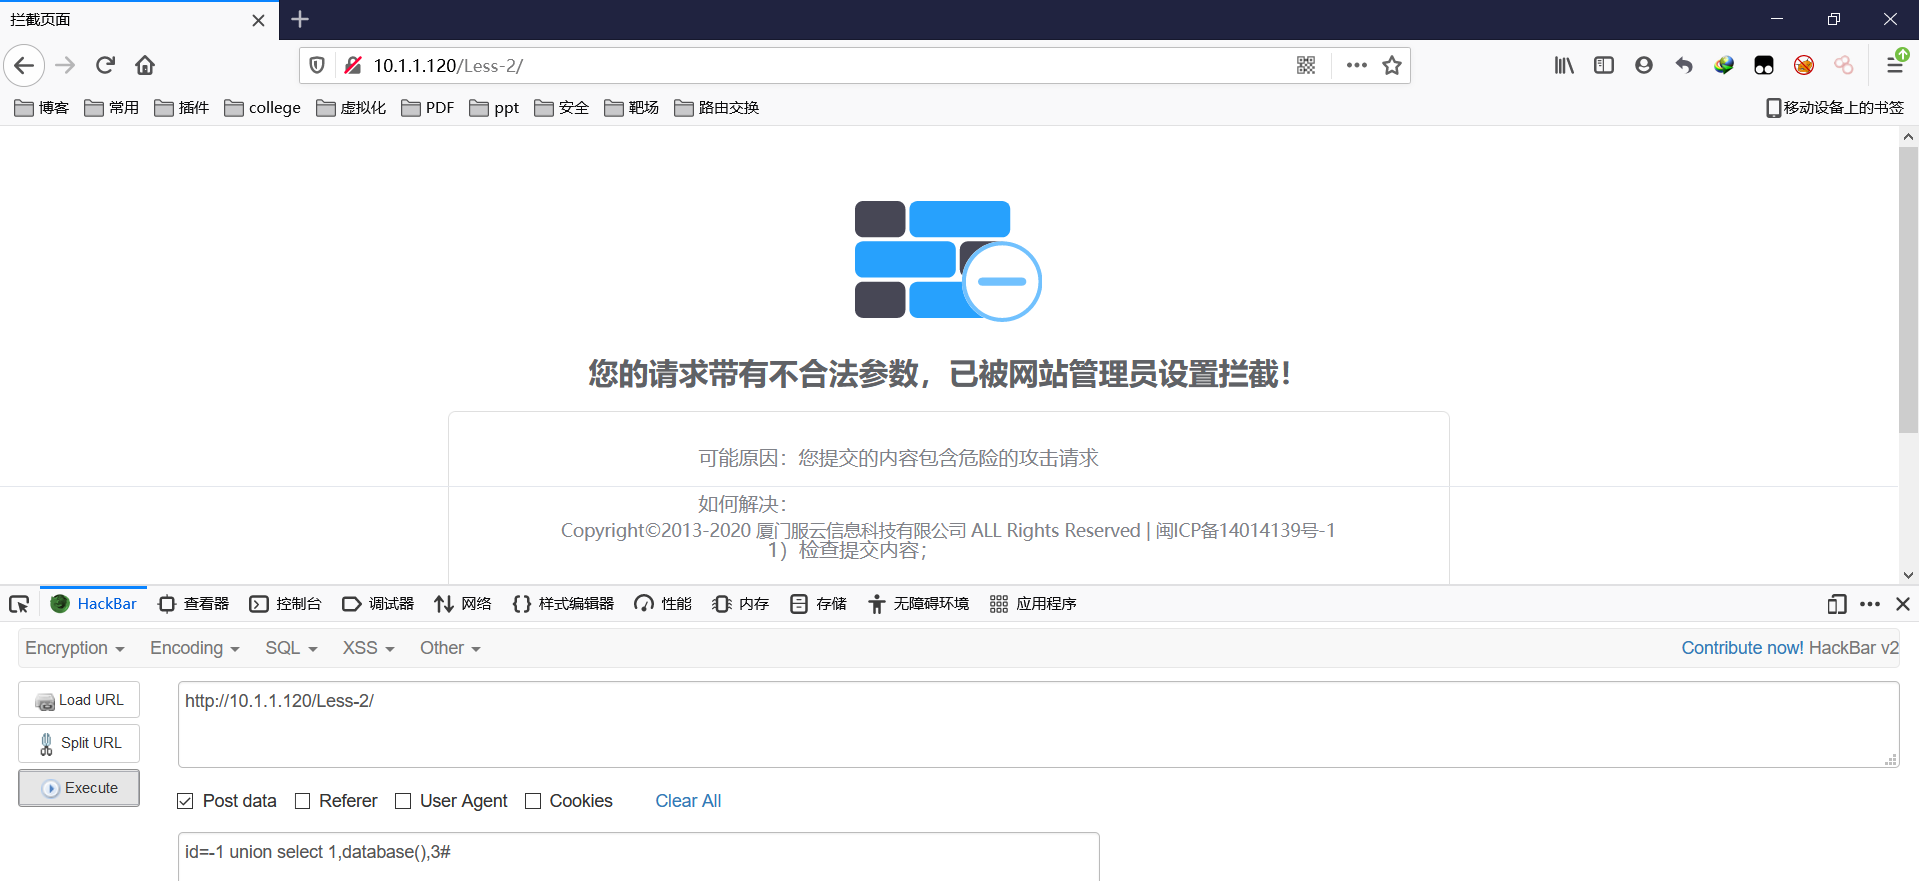 拦截页面
10.1.1.120/Less-2/
博客 常用 插件 college 虚拟化 PDF ppt 安全 靶场 路由交换 移动设备上的书签
您的请求带有不合法参数，已被网站管理员设置拦截！
可能原因：您提交的内容包含危险的攻击请求
如何解决：
Copyright©2013-2020 厦门服云信息科技有限公司 ALL Rights Reserved | 闽ICP备14014139号-1
1）检查提交内容；
HackBar 查看器 控制台 调试器 网络 样式编辑器 性能 内存 存储 无障碍环境 应用程序
Encryption Encoding SQL XSS Other Contribute now! HackBar v2
Load URL http://10.1.1.120/Less-2/
Split URL
Execute
Post data Referer User Agent Cookies Clear All
id=-1 union select 1,database(),3#